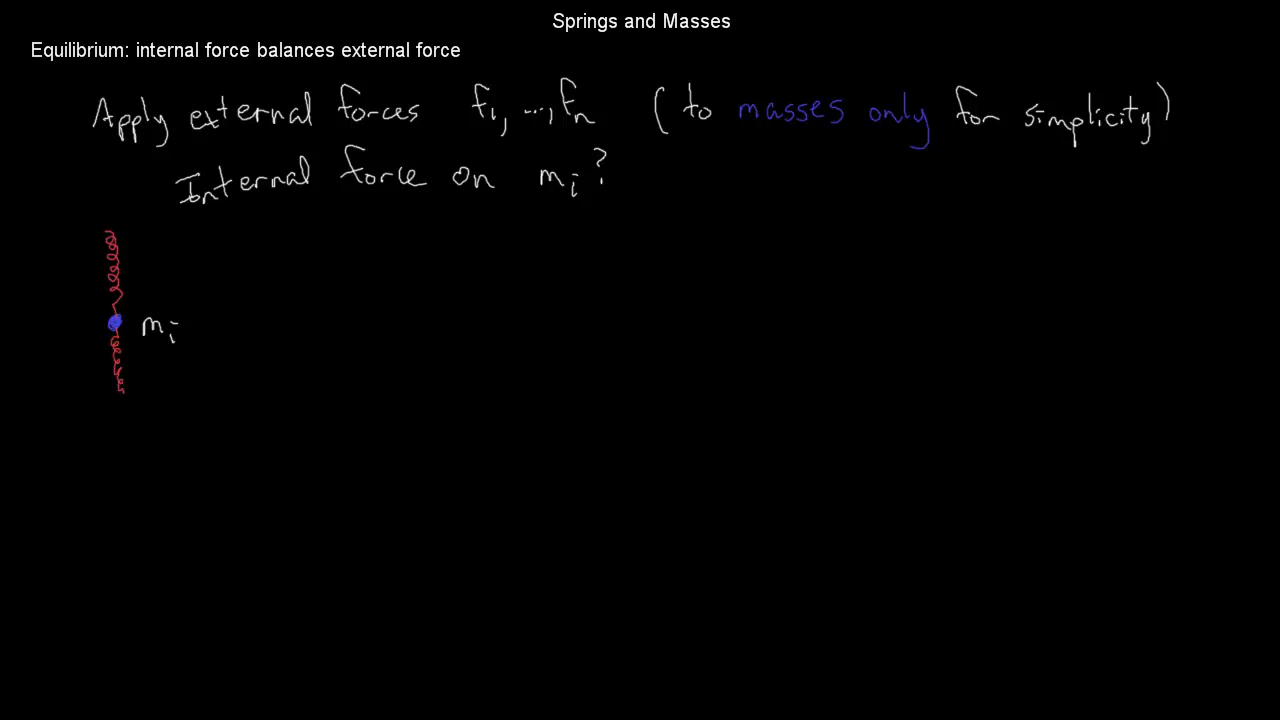 Springs and Masses
Equilibrium: internal force balances external force
Apply external forces f₁, ..., fₙ (to masses only for simplicity)
Internal force on mᵢ?
mᵢ